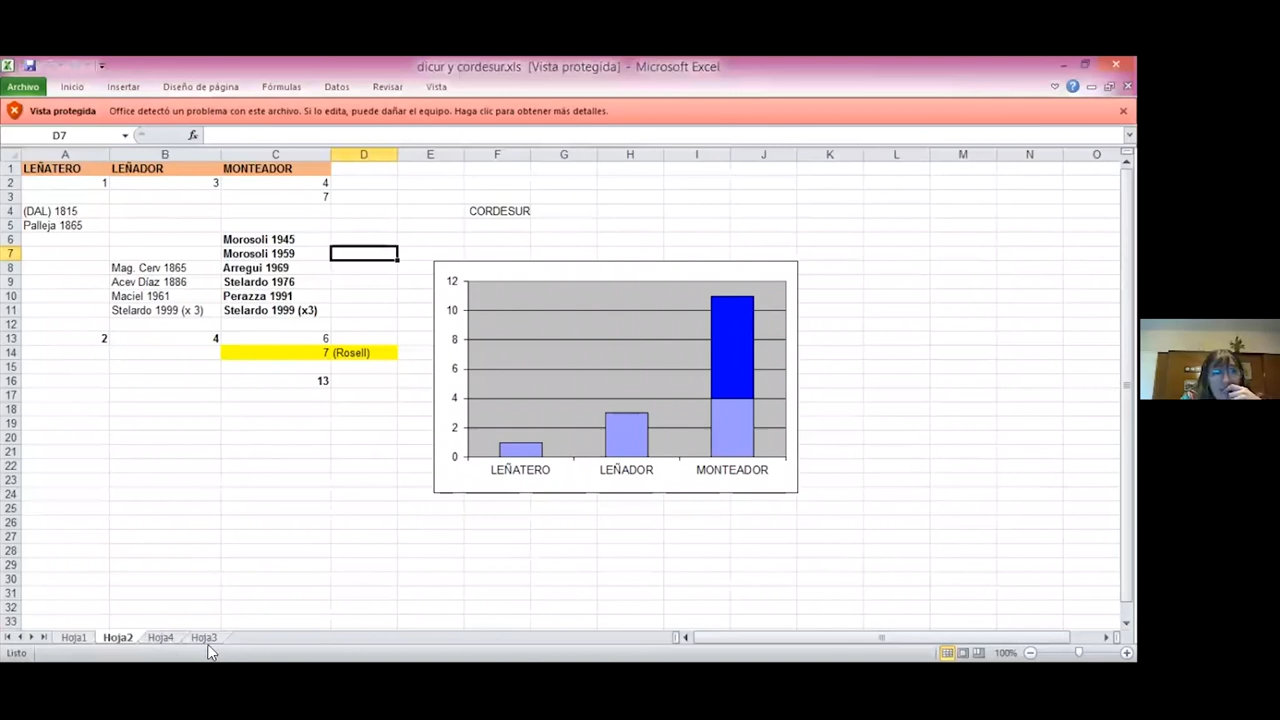 dicur y cordesur.xls [Vista protegida] - Microsoft Excel
Archivo Inicio Insertar Diseño de página Fórmulas Datos Revisar Vista
Vista protegida Office detectó un problema con este archivo. Si lo edita, puede dañar el equipo. Haga clic para obtener más detalles.
D7 fx
A B C D E F G H I J K L M N O
1 LEÑATERO LEÑADOR MONTEADOR
2 1 3 4
3 7
4 (DAL) 1815 CORDESUR
5 Palleja 1865
6 Morosoli 1945
7 Morosoli 1959
8 Mag. Cerv 1865 Arregui 1969
9 Acev Díaz 1886 Stelardo 1976
10 Maciel 1961 Perazza 1991
11 Stelardo 1999 (x 3) Stelardo 1999 (x3)
12
13 2 4 6
14 7 (Rosell)
15
16 13
17
18
19
20
21
22
23
24
25
26
27
28
29
30
31
32
33
12
10
8
6
4
2
0
LEÑATERO LEÑADOR MONTEADOR
Hoja1 Hoja2 Hoja4 Hoja3
Listo 100%